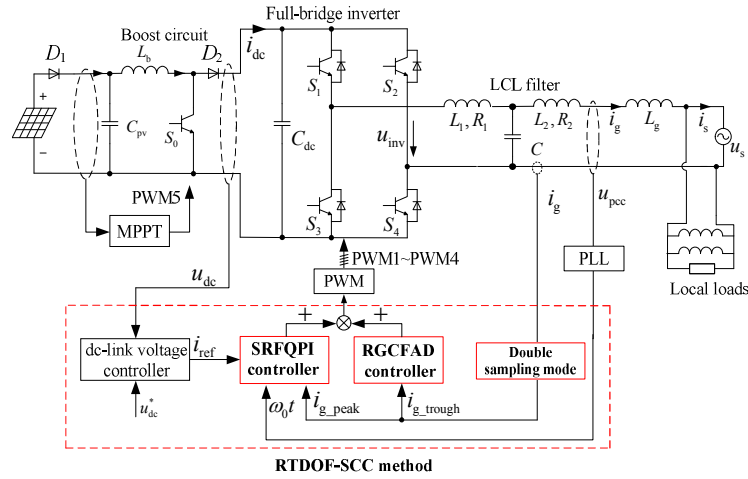 Full-bridge inverter
Boost circuit
D1
Lb
D2
idc
S1
S2
LCL filter
+
Cpv
S0
Cdc
uinv
L1, R1
L2, R2
ig
Lg
is
us
−
C
PWM5
S3
S4
ig
upcc
MPPT
PWM1~PWM4
PLL
udc
PWM
Local loads
+
+
dc-link voltage
controller
iref
SRFQPI
controller
RGCFAD
controller
Double
sampling mode
u*dc
ω0t
ig_peak
ig_trough
RTDOF-SCC method